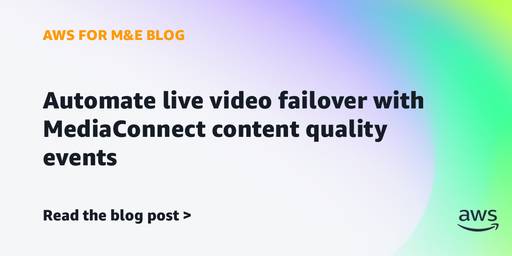 AWS FOR M&E BLOG
Automate live video failover with
MediaConnect content quality
events
Read the blog post >
aws